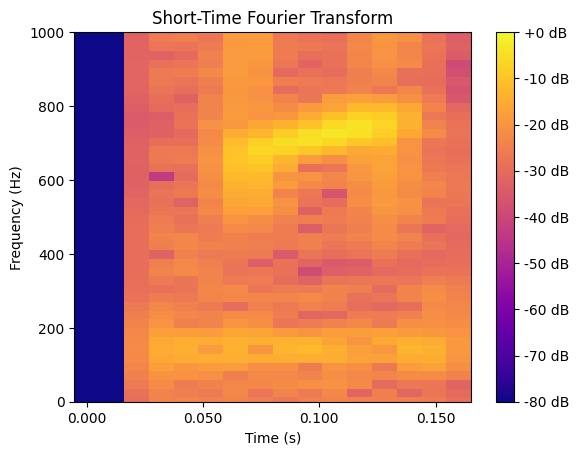 Short-Time Fourier Transform
Frequency (Hz)
1000
800
600
400
200
0
0.000
0.050
0.100
0.150
Time (s)
+0 dB
-10 dB
-20 dB
-30 dB
-40 dB
-50 dB
-60 dB
-70 dB
-80 dB